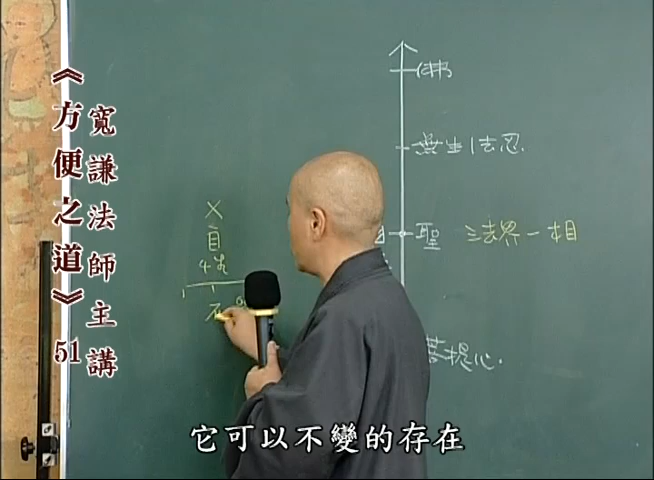 《方便之道》51
寬謙法師主講
佛
無生法忍
聖 法界一相
菩提心.
X
自
性
不
它可以不變的存在